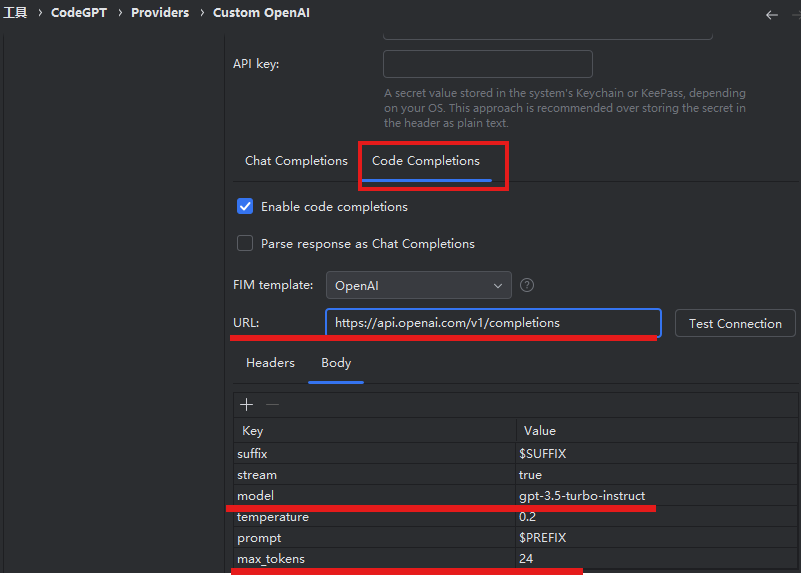 工具 › CodeGPT › Providers › Custom OpenAI
API key:
A secret value stored in the system's Keychain or KeePass, depending
on your OS. This approach is recommended over storing the secret in
the header as plain text.
Chat Completions Code Completions
Enable code completions
Parse response as Chat Completions
FIM template: OpenAI ?
URL: https://api.openai.com/v1/completions Test Connection
Headers Body
Key Value
suffix $SUFFIX
stream true
model gpt-3.5-turbo-instruct
temperature 0.2
prompt $PREFIX
max_tokens 24